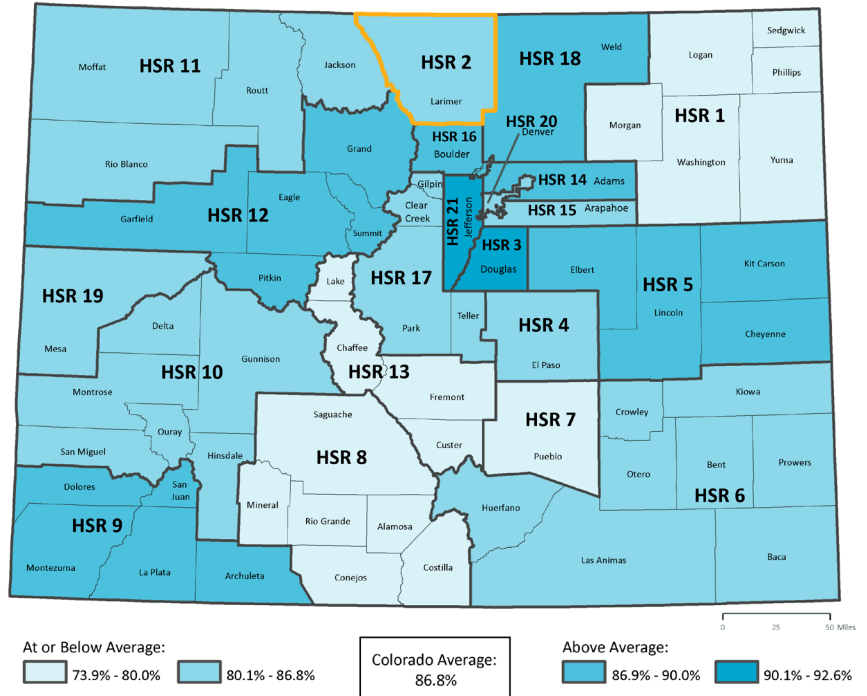 Moffat
HSR 11
Routt
Jackson
HSR 2
Larimer
HSR 18
Weld
Logan
Sedgwick
Phillips
HSR 1
Morgan
Washington
Yuma
Rio Blanco
Grand
HSR 16
Boulder
HSR 20
Denver
Gilpin
Clear
Creek
HSR 21
Jefferson
HSR 14 Adams
HSR 15 Arapahoe
Garfield
HSR 12
Eagle
Summit
Pitkin
HSR 3
Douglas
Elbert
HSR 5
Lincoln
Kit Carson
Cheyenne
HSR 19
Mesa
Lake
HSR 17
Park
Teller
HSR 4
El Paso
Delta
Gunnison
Chaffee
HSR 10
HSR 13
Montrose
Fremont
Custer
HSR 7
Pueblo
Crowley
Kiowa
Otero
Bent
Prowers
HSR 6
Ouray
San Miguel
Hinsdale
Saguache
HSR 8
Mineral
Rio Grande
Alamosa
Conejos
Costilla
Huerfano
Las Animas
Baca
Dolores
San
Juan
HSR 9
Montezuma
La Plata
Archuleta
0 25 50 Miles
At or Below Average:
73.9% - 80.0%
80.1% - 86.8%
Colorado Average:
86.8%
Above Average:
86.9% - 90.0%
90.1% - 92.6%